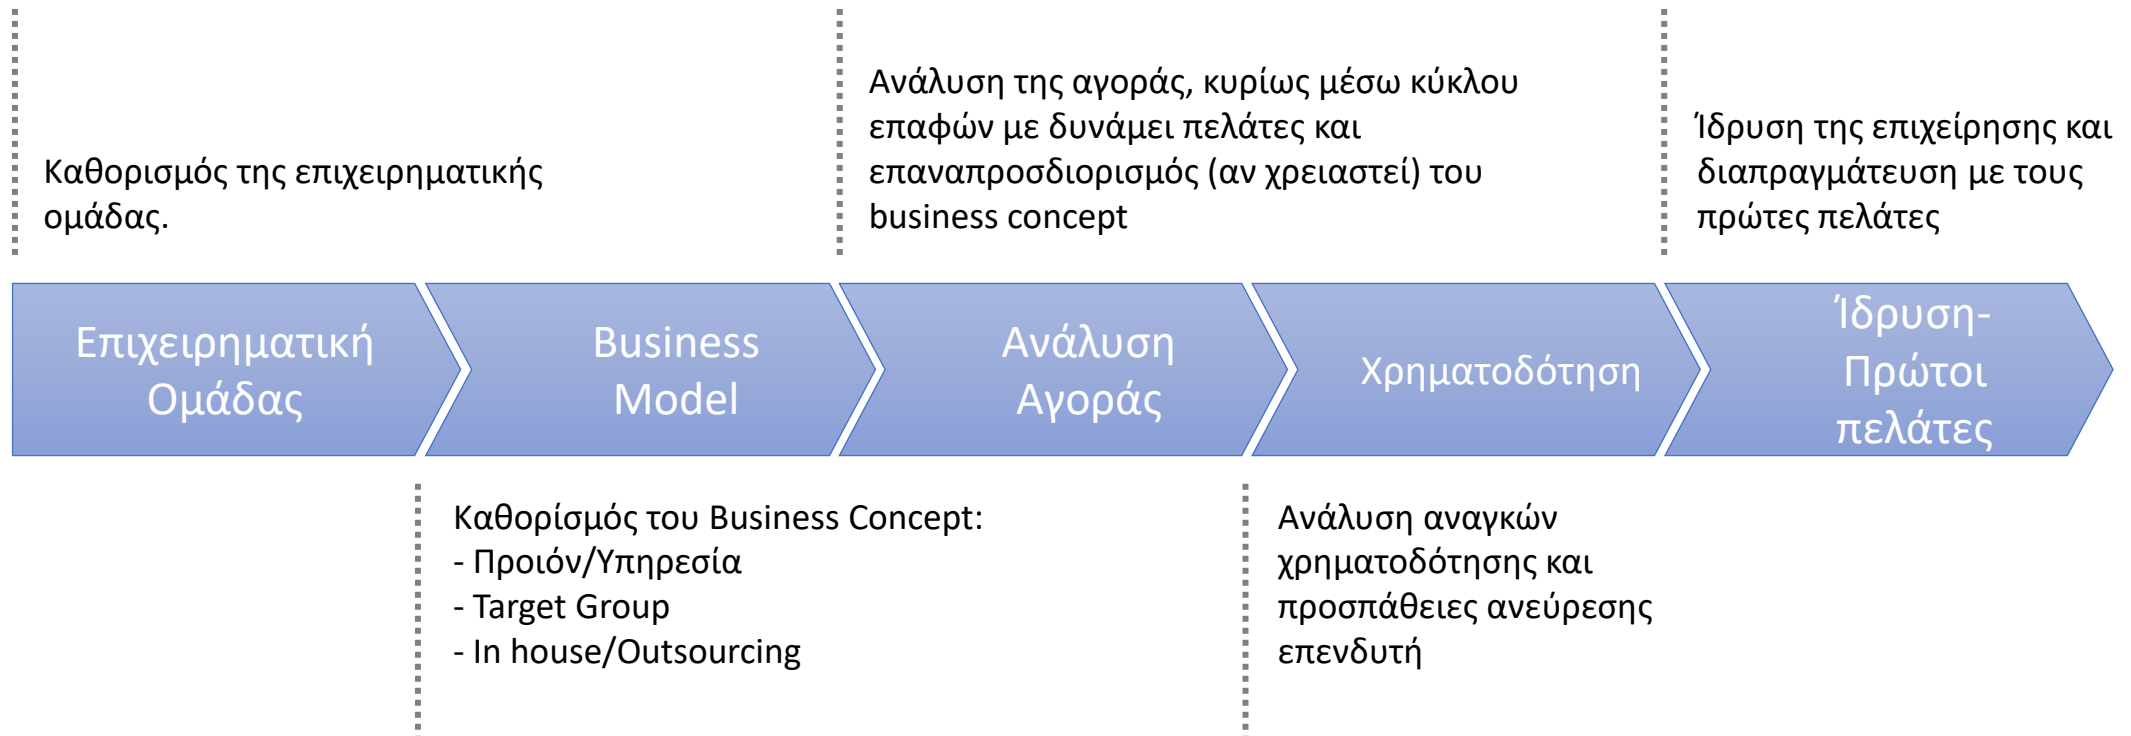 Καθορισμός της επιχειρηματικής
ομάδας.
Ανάλυση της αγοράς, κυρίως μέσω κύκλου
επαφών με δυνάμει πελάτες και
επαναπροσδιορισμός (αν χρειαστεί) του
business concept
Ίδρυση της επιχείρησης και
διαπραγμάτευση με τους
πρώτες πελάτες
Επιχειρηματική
Ομάδας
Business
Model
Ανάλυση
Αγοράς
Χρηματοδότηση
Ίδρυση-
Πρώτοι
πελάτες
Καθορίσμός του Business Concept:
- Προιόν/Υπηρεσία
- Target Group
- In house/Outsourcing
Ανάλυση αναγκών
χρηματοδότησης και
προσπάθειες ανεύρεσης
επενδυτή